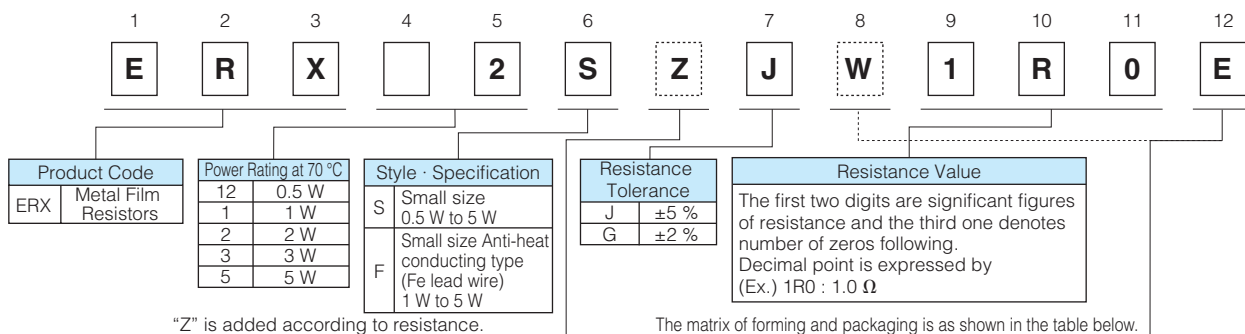 1 2 3 4 5 6 7 8 9 10 11 12
E R X 2 S Z J W 1 R 0 E
Product Code
ERX Metal Film Resistors
Power Rating at 70 °C
12 0.5 W
1 1 W
2 2 W
3 3 W
5 5 W
Style · Specification
S Small size
0.5 W to 5 W
F Small size Anti-heat
conducting type
(Fe lead wire)
1 W to 5 W
Resistance
Tolerance
J ±5 %
G ±2 %
Resistance Value
The first two digits are significant figures
of resistance and the third one denotes
number of zeros following.
Decimal point is expressed by
(Ex.) 1R0 : 1.0 Ω
“Z” is added according to resistance.
The matrix of forming and packaging is as shown in the table below.